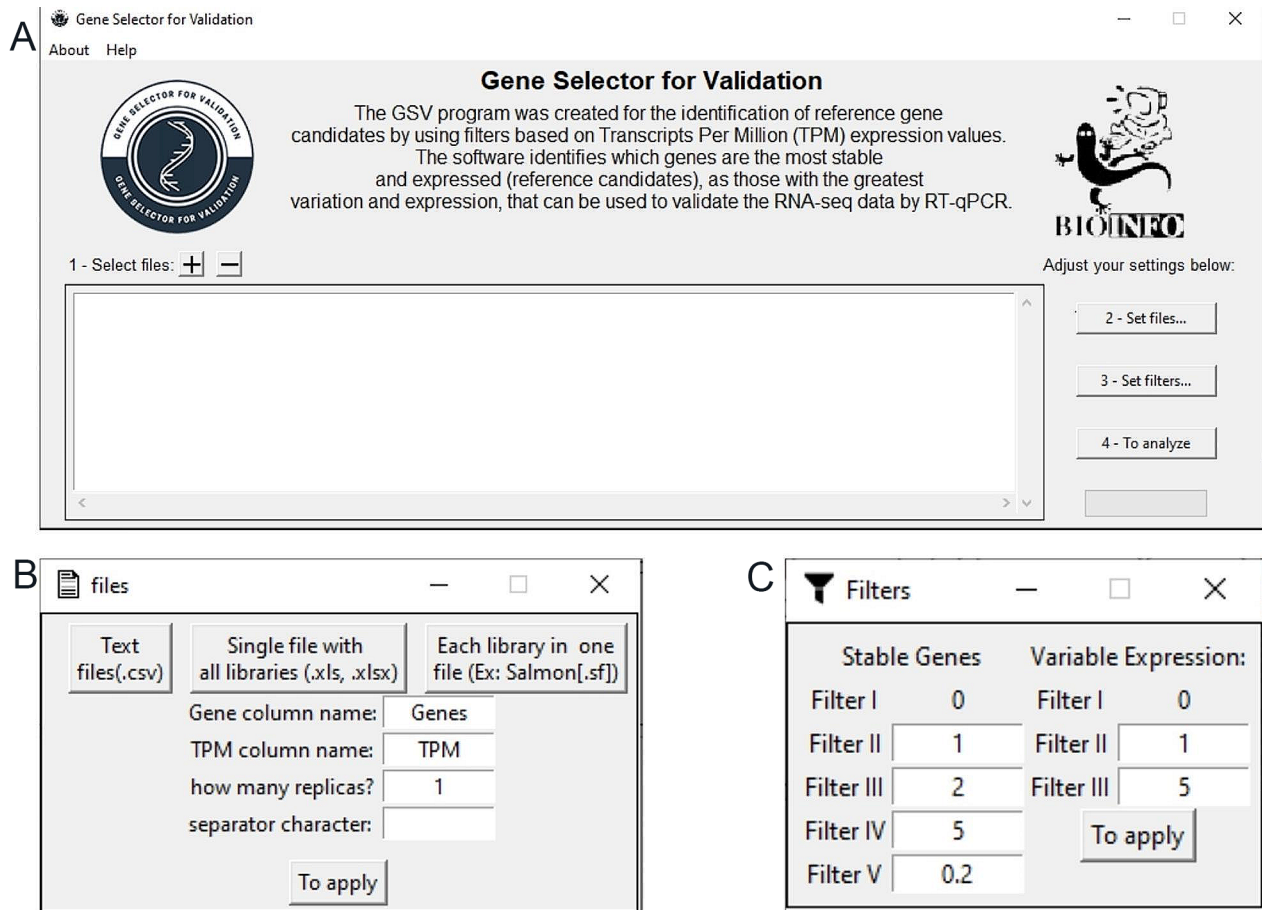 A
Gene Selector for Validation
About Help
GENE SELECTOR FOR VALIDATION
GENE SELECTOR FOR VALIDATION
Gene Selector for Validation
The GSV program was created for the identification of reference gene
candidates by using filters based on Transcripts Per Million (TPM) expression values.
The software identifies which genes are the most stable
and expressed (reference candidates), as those with the greatest
variation and expression, that can be used to validate the RNA-seq data by RT-qPCR.
BIOINFO
1 - Select files: + −
Adjust your settings below:
2 - Set files...
3 - Set filters...
4 - To analyze
B
files
Text
files(.csv)
Single file with
all libraries (.xls, .xlsx)
Each library in one
file (Ex: Salmon[.sf])
Gene column name: Genes
TPM column name: TPM
how many replicas? 1
separator character:
To apply
C
Filters
Stable Genes Variable Expression:
Filter I 0 Filter I 0
Filter II 1 Filter II 1
Filter III 2 Filter III 5
Filter IV 5
To apply
Filter V 0.2